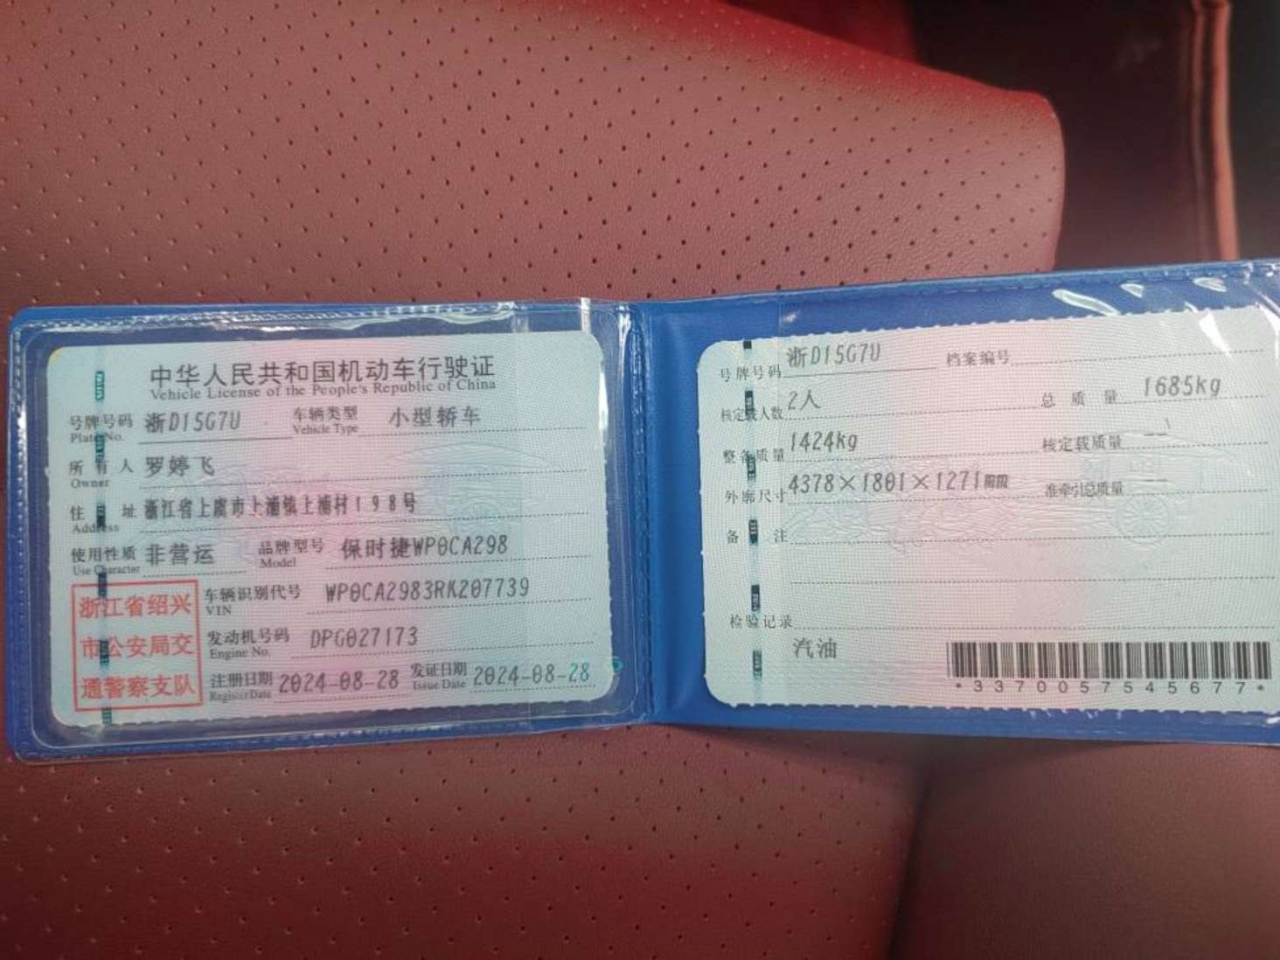 中华人民共和国机动车行驶证
Vehicle License of the People's Republic of China
号牌号码 浙D15G7U 车辆类型 小型轿车
Plate No. Vehicle Type
所有人 罗婷飞
Owner
住址 浙江省上虞市上浦镇上浦村198号
Address
使用性质 非营运 品牌型号 保时捷WP0CA298
Use Character Model
浙江省绍兴
市公安局交
通警察支队
车辆识别代号 WP0CA2983RK207739
VIN
发动机号码 DPG027173
Engine No.
注册日期 2024-08-28 发证日期 2024-08-28
Register Date Issue Date
号牌号码 浙D15G7U 档案编号
核定载人数 2人 总质量 1685kg
整备质量 1424kg 核定载质量 --
外廓尺寸 4378×1801×1271mm 准牵引总质量 --
备注
检验记录
汽油
*3370057545677*